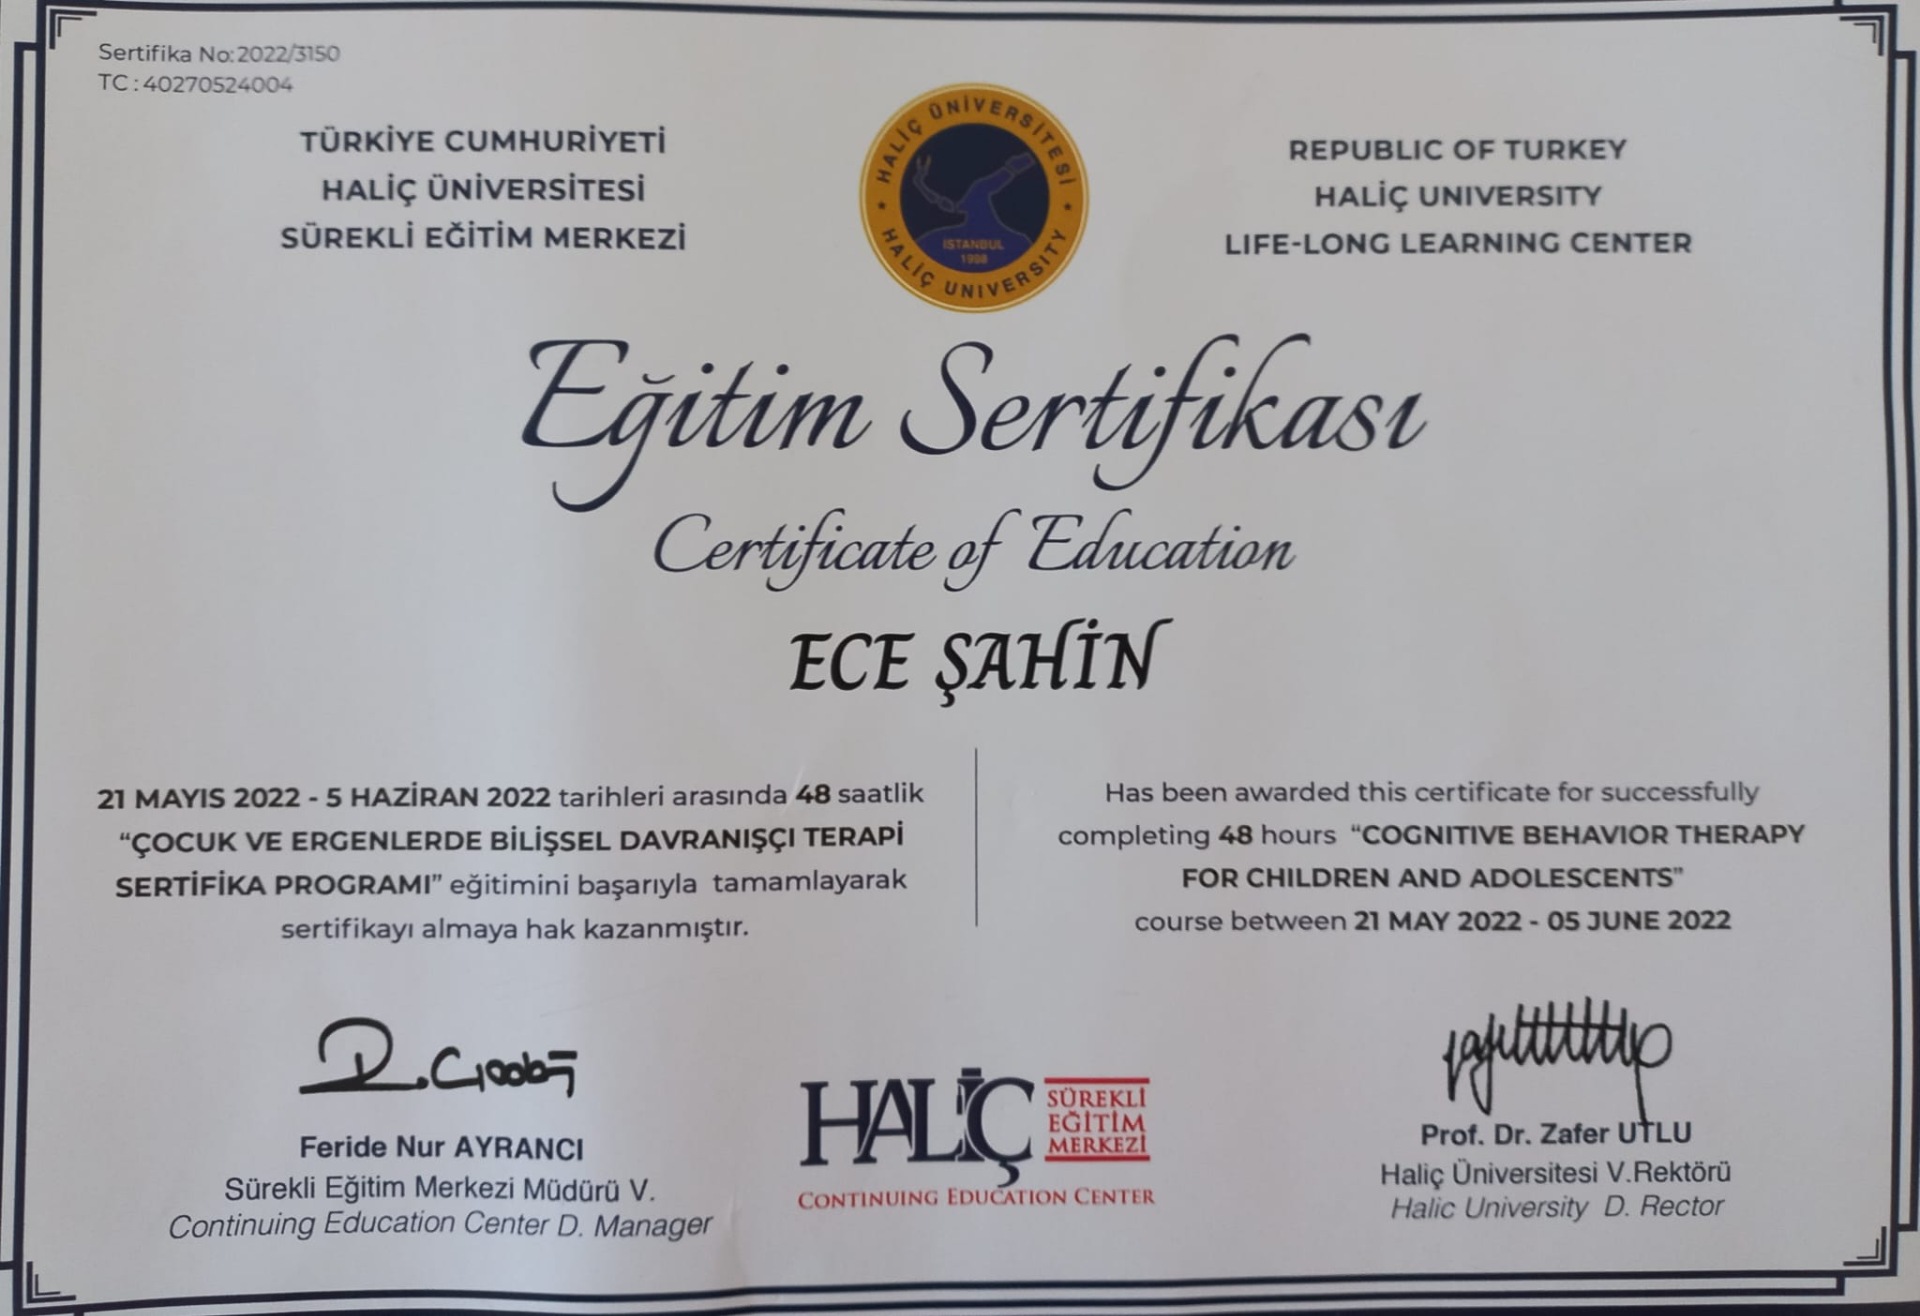 Sertifika No:2022/3150
TC : 40270524004
TÜRKİYE CUMHURİYETİ
HALİÇ ÜNİVERSİTESİ
SÜREKLİ EĞİTİM MERKEZİ
HALİÇ ÜNİVERSİTESİ
HALİÇ UNIVERSITY
İSTANBUL
1998
REPUBLIC OF TURKEY
HALİÇ UNIVERSITY
LIFE-LONG LEARNING CENTER
Eğitim Sertifikası
Certificate of Education
ECE ŞAHİN
21 MAYIS 2022 - 5 HAZİRAN 2022 tarihleri arasında 48 saatlik
“ÇOCUK VE ERGENLERDE BİLİŞSEL DAVRANIŞÇI TERAPİ
SERTİFİKA PROGRAMI” eğitimini başarıyla tamamlayarak
sertifikayı almaya hak kazanmıştır.
Has been awarded this certificate for successfully
completing 48 hours “COGNITIVE BEHAVIOR THERAPY
FOR CHILDREN AND ADOLESCENTS”
course between 21 MAY 2022 - 05 JUNE 2022
Feride Nur AYRANCI
Sürekli Eğitim Merkezi Müdürü V.
Continuing Education Center D. Manager
HALİÇ
SÜREKLİ
EĞİTİM
MERKEZİ
CONTINUING EDUCATION CENTER
Prof. Dr. Zafer UTLU
Haliç Üniversitesi V.Rektörü
Halic University D. Rector